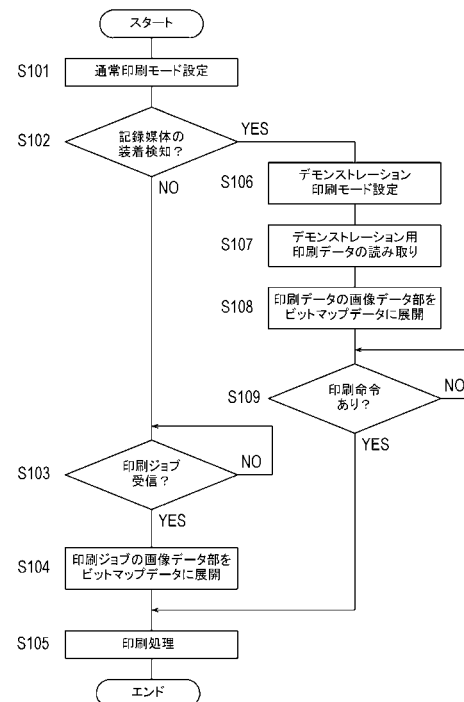 スタート
S101
通常印刷モード設定
S102
記録媒体の
装着検知?
YES
NO
S106
デモンストレーション
印刷モード設定
S107
デモンストレーション用
印刷データの読み取り
S108
印刷データの画像データ部を
ビットマップデータに展開
S109
印刷命令
あり?
NO
YES
S103
印刷ジョブ
受信?
NO
YES
S104
印刷ジョブの画像データ部を
ビットマップデータに展開
S105
印刷処理
エンド